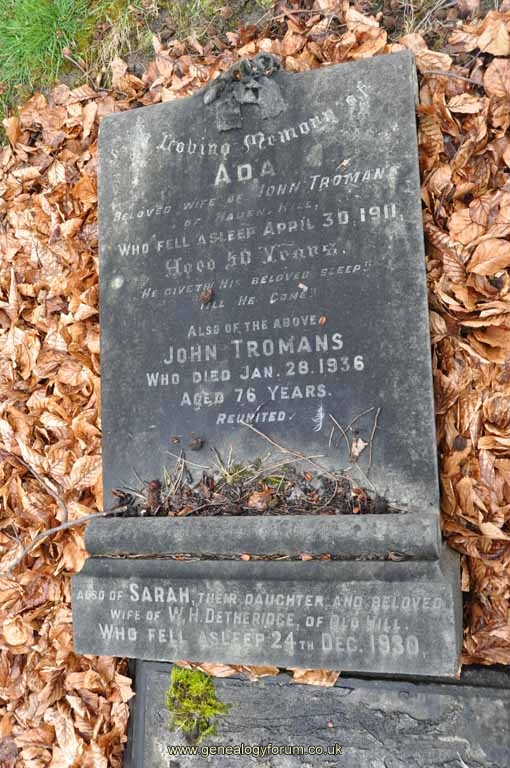 In Loving Memory of
ADA
BELOVED WIFE OF JOHN TROMANS
OF HADEN HILL,
WHO FELL ASLEEP APRIL 30, 1911,
Aged 50 Years.
"HE GIVETH HIS BELOVED SLEEP"
"TILL HE COME"
ALSO OF THE ABOVE
JOHN TROMANS
WHO DIED JAN. 28. 1936
AGED 76 YEARS.
REUNITED.
ALSO OF SARAH, THEIR DAUGHTER, AND BELOVED
WIFE OF W. H. DETHERIDGE, OF OLD HILL.
WHO FELL ASLEEP 24TH DEC. 1930.
www.genealogyforum.co.uk